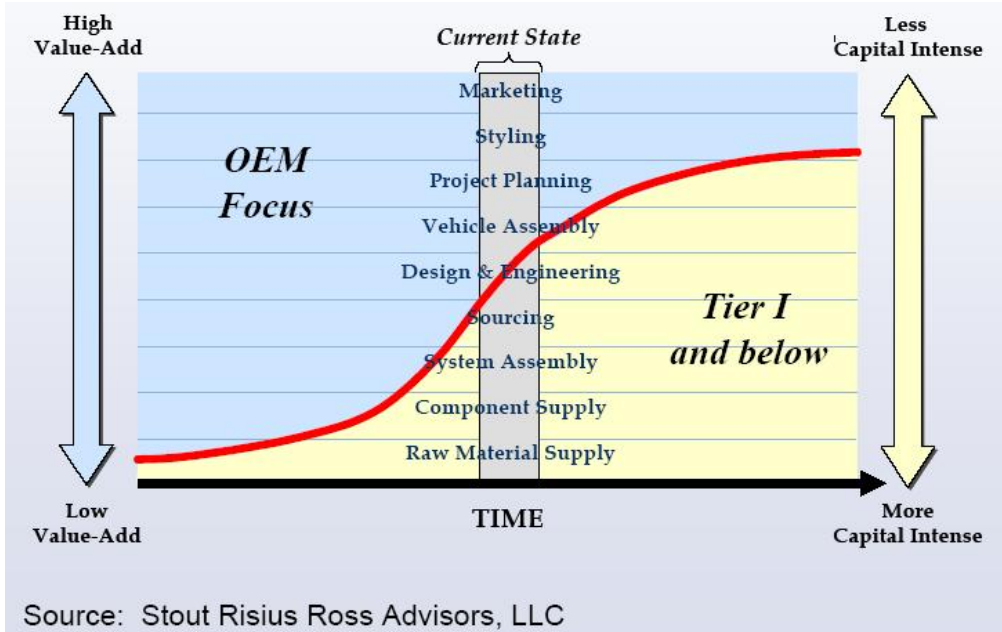 High
Value-Add
Current State
Less
Capital Intense
Marketing
Styling
OEM
Focus
Project Planning
Vehicle Assembly
Design & Engineering
Tier I
and below
Sourcing
System Assembly
Component Supply
Raw Material Supply
Low
Value-Add
TIME
More
Capital Intense
Source: Stout Risius Ross Advisors, LLC